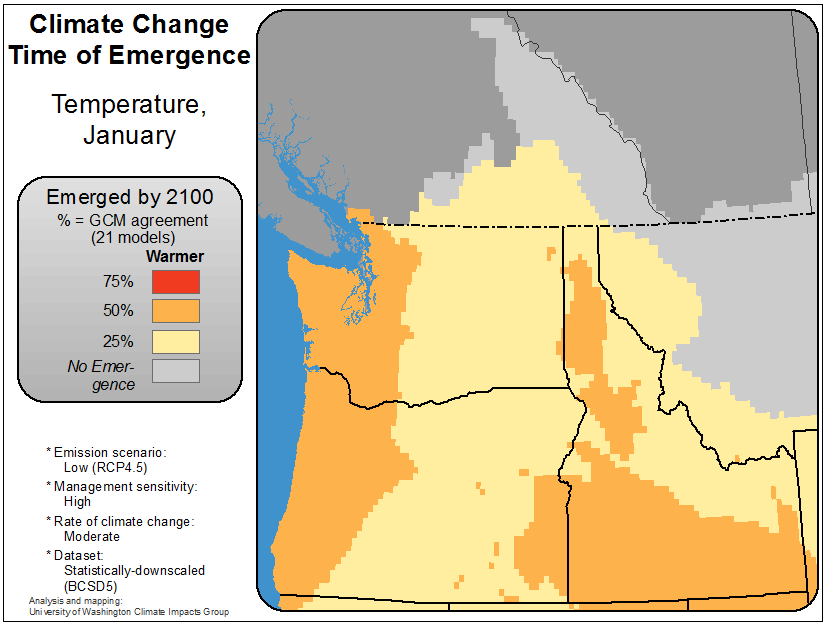 Climate Change
Time of Emergence
Temperature,
January
Emerged by 2100
% = GCM agreement
(21 models)
Warmer
75%
50%
25%
No Emer-
gence
* Emission scenario:
Low (RCP4.5)
* Management sensitivity:
High
* Rate of climate change:
Moderate
* Dataset:
Statistically-downscaled
(BCSD5)
Analysis and mapping:
University of Washington Climate Impacts Group